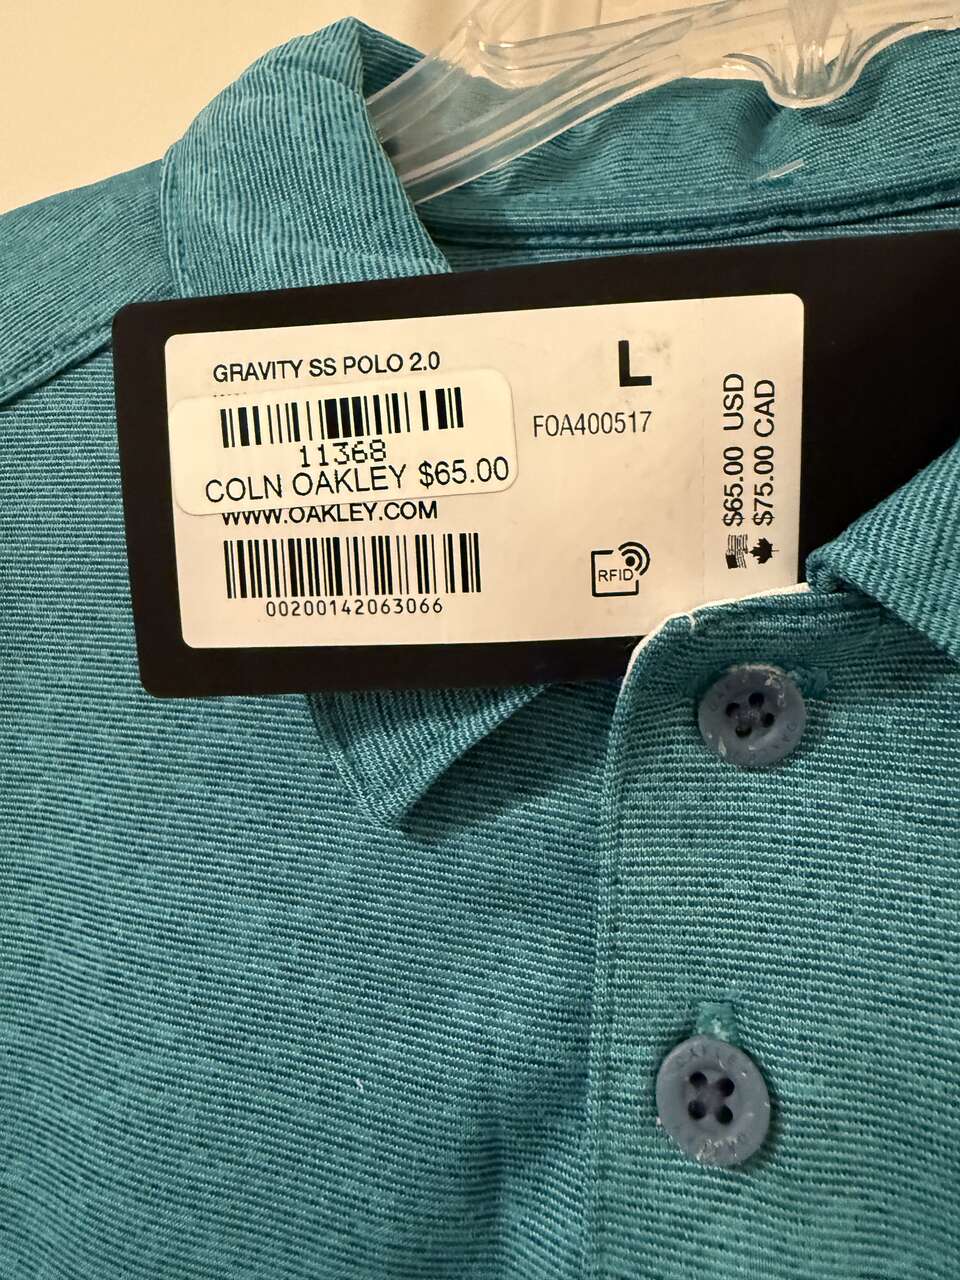 GRAVITY SS POLO 2.0
11368
COLN OAKLEY $65.00
WWW.OAKLEY.COM
00200142063066
L
FOA400517
RFID
$65.00 USD
$75.00 CAD